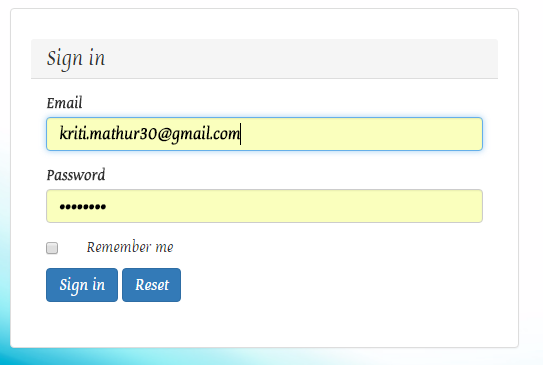 Sign in
Email
kriti.mathur30@gmail.com
Password
••••••••
Remember me
Sign in Reset